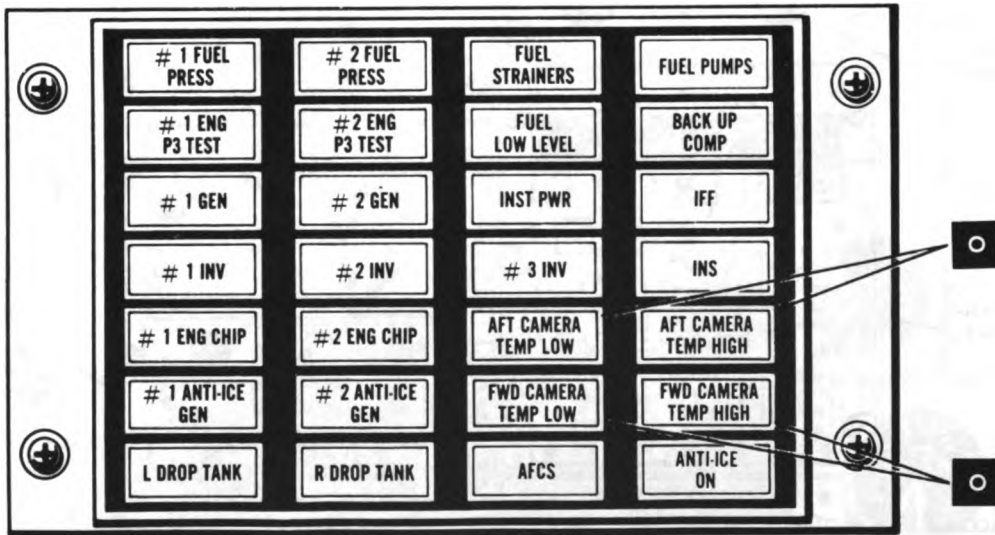 # 1 FUEL
PRESS
# 2 FUEL
PRESS
FUEL
STRAINERS
FUEL PUMPS
# 1 ENG
P3 TEST
#2 ENG
P3 TEST
FUEL
LOW LEVEL
BACK UP
COMP
# 1 GEN
# 2 GEN
INST PWR
IFF
# 1 INV
#2 INV
# 3 INV
INS
# 1 ENG CHIP
#2 ENG CHIP
AFT CAMERA
TEMP LOW
AFT CAMERA
TEMP HIGH
# 1 ANTI-ICE
GEN
# 2 ANTI-ICE
GEN
FWD CAMERA
TEMP LOW
FWD CAMERA
TEMP HIGH
L DROP TANK
R DROP TANK
AFCS
ANTI-ICE
ON